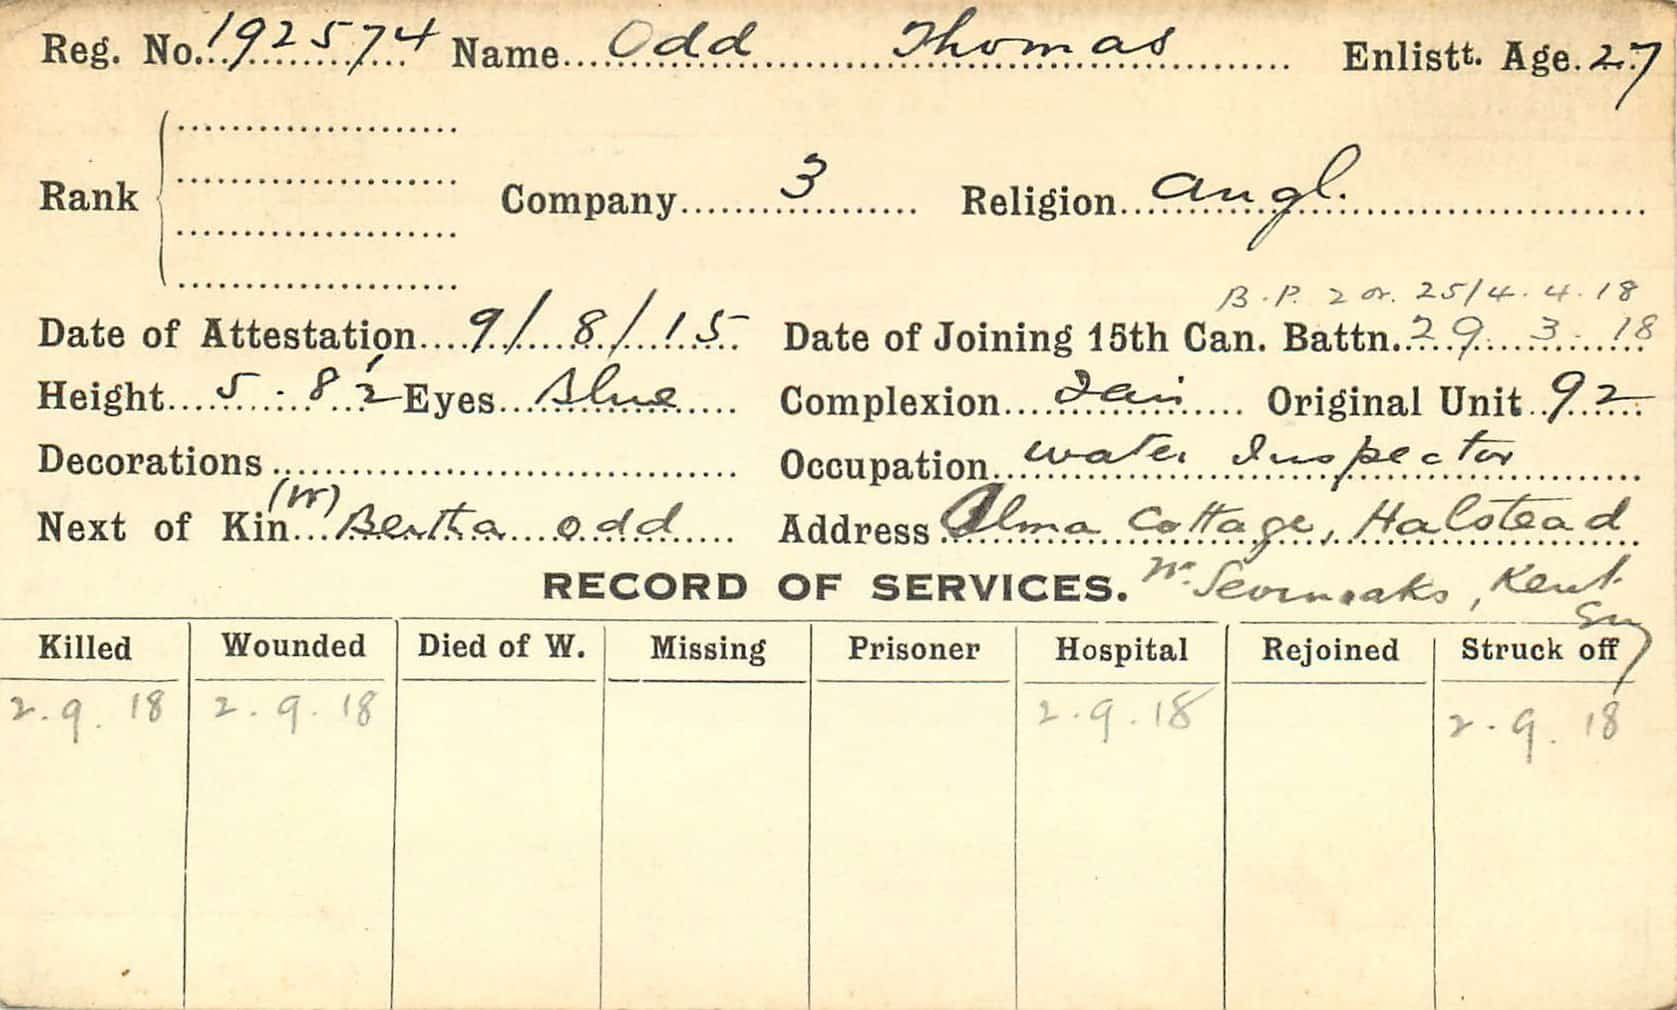 Reg. No. 192574 Name Odd Thomas Enlistt. Age. 27
Rank Company 3 Religion Angl.
B.P. 2 or. 25/4.4.18
Date of Attestation 9/8/15 Date of Joining 15th Can. Battn. 29.3.18
Height 5.8½ Eyes Blue Complexion Fair Original Unit 92
Decorations Occupation water Inspector
Next of Kin (W) Bertha Odd Address Alma Cottage, Halstead
RECORD OF SERVICES. Nr. Sevenoaks, Kent
Eng
Killed Wounded Died of W. Missing Prisoner Hospital Rejoined Struck off
2.9.18 2.9.18 2.9.18 2.9.18